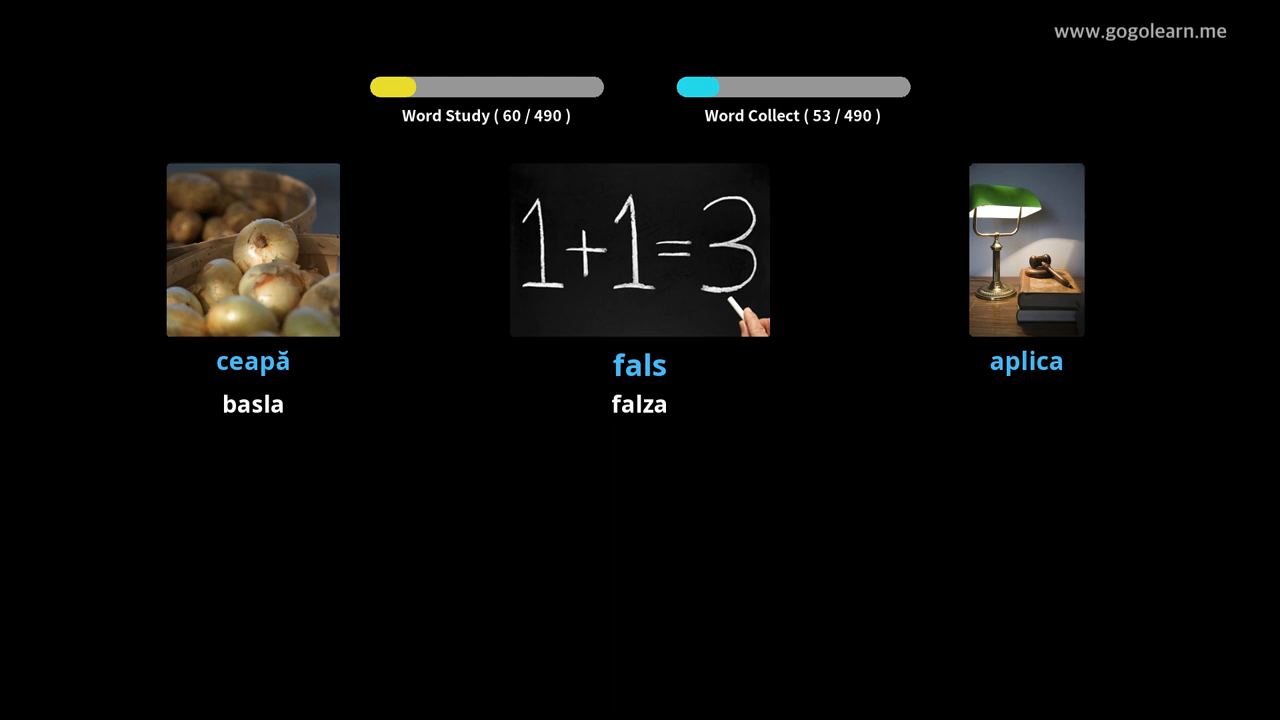 www.gogolearn.me
Word Study ( 60 / 490 )
Word Collect ( 53 / 490 )
1+1=3
ceapă
fals
aplica
basla
falza